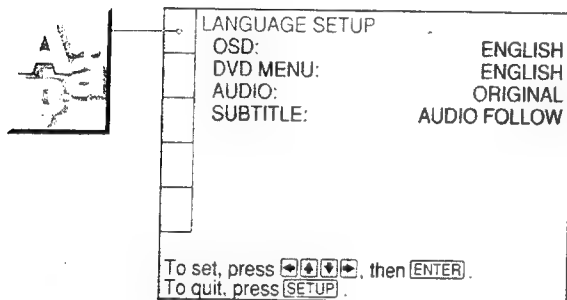 LANGUAGE SETUP
OSD: ENGLISH
DVD MENU: ENGLISH
AUDIO: ORIGINAL
SUBTITLE: AUDIO FOLLOW
To set, press ←↑↓→, then ENTER.
To quit, press SETUP.